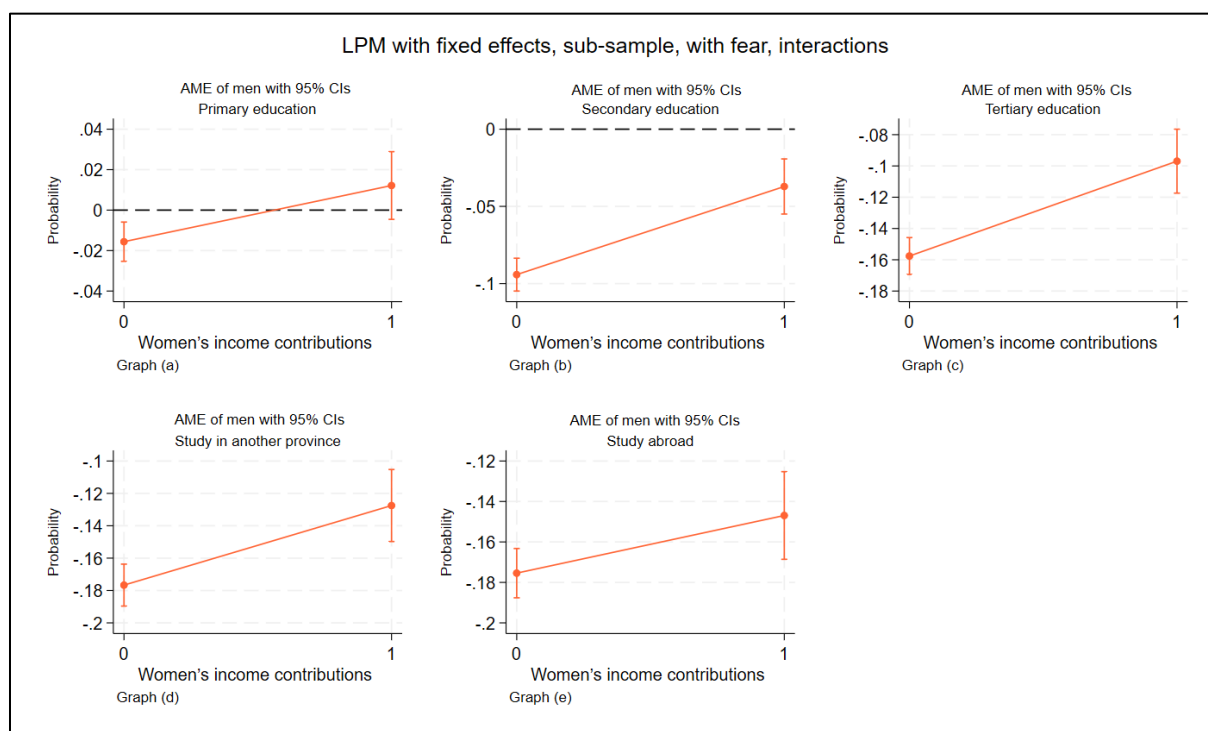 LPM with fixed effects, sub-sample, with fear, interactions
AME of men with 95% CIs
Primary education
.04
.02
0
-.02
-.04
Probability
0
1
Women’s income contributions
Graph (a)
AME of men with 95% CIs
Secondary education
0
-.05
-.1
Probability
0
1
Women’s income contributions
Graph (b)
AME of men with 95% CIs
Tertiary education
-.08
-.1
-.12
-.14
-.16
-.18
Probability
0
1
Women’s income contributions
Graph (c)
AME of men with 95% CIs
Study in another province
-.1
-.12
-.14
-.16
-.18
-.2
Probability
0
1
Women’s income contributions
Graph (d)
AME of men with 95% CIs
Study abroad
-.12
-.14
-.16
-.18
-.2
Probability
0
1
Women’s income contributions
Graph (e)